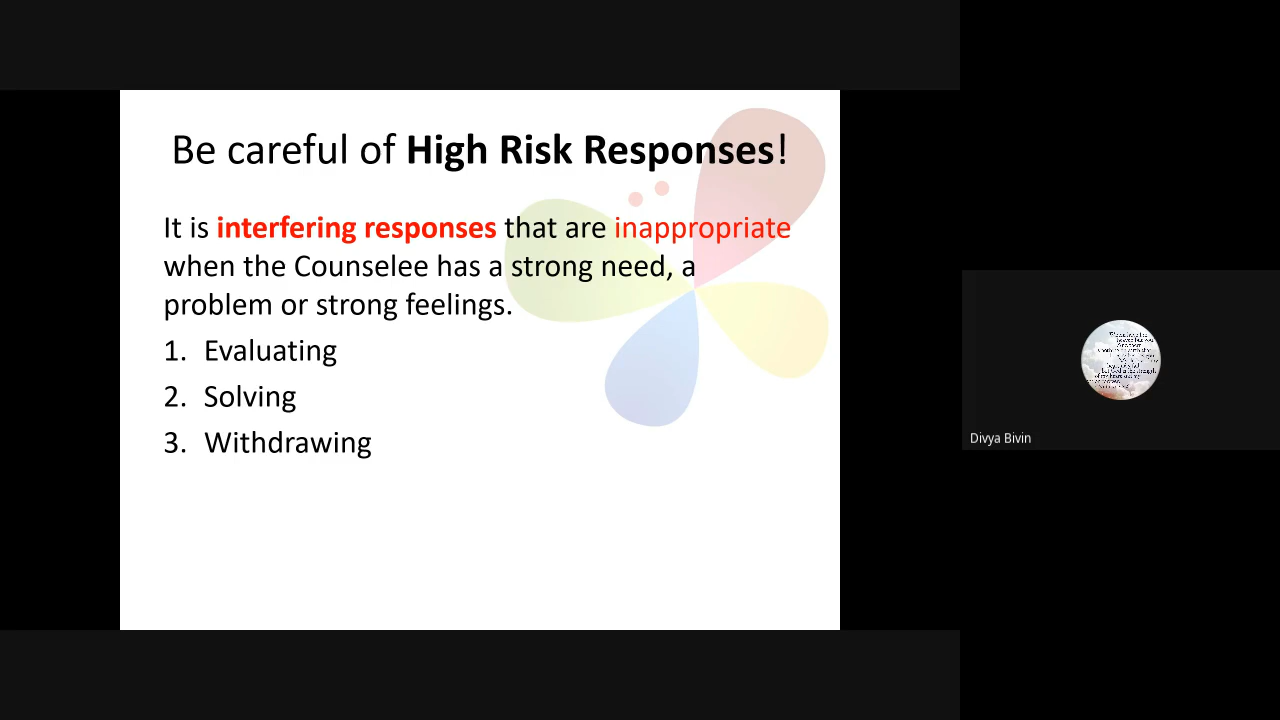 Be careful of High Risk Responses!
It is interfering responses that are inappropriate
when the Counselee has a strong need, a
problem or strong feelings.
1. Evaluating
2. Solving
3. Withdrawing
Divya Bivin